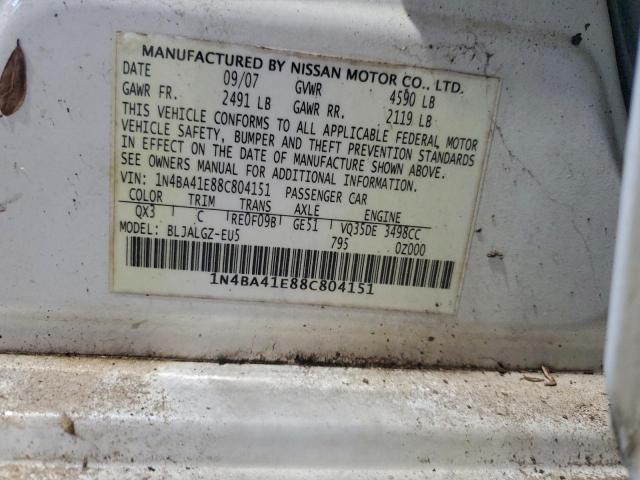 MANUFACTURED BY NISSAN MOTOR CO., LTD.
DATE 09/07 GVWR 4590 LB
GAWR FR. 2491 LB GAWR RR. 2119 LB
THIS VEHICLE CONFORMS TO ALL APPLICABLE FEDERAL MOTOR
VEHICLE SAFETY, BUMPER AND THEFT PREVENTION STANDARDS
IN EFFECT ON THE DATE OF MANUFACTURE SHOWN ABOVE.
SEE OWNERS MANUAL FOR ADDITIONAL INFORMATION.
VIN: 1N4BA41E88C804151 PASSENGER CAR
COLOR TRIM TRANS AXLE ENGINE
QX3 C RE0F09B GE51 VQ35DE 3498CC
MODEL: BLJALGZ-EU5 795 0Z000
1N4BA41E88C804151